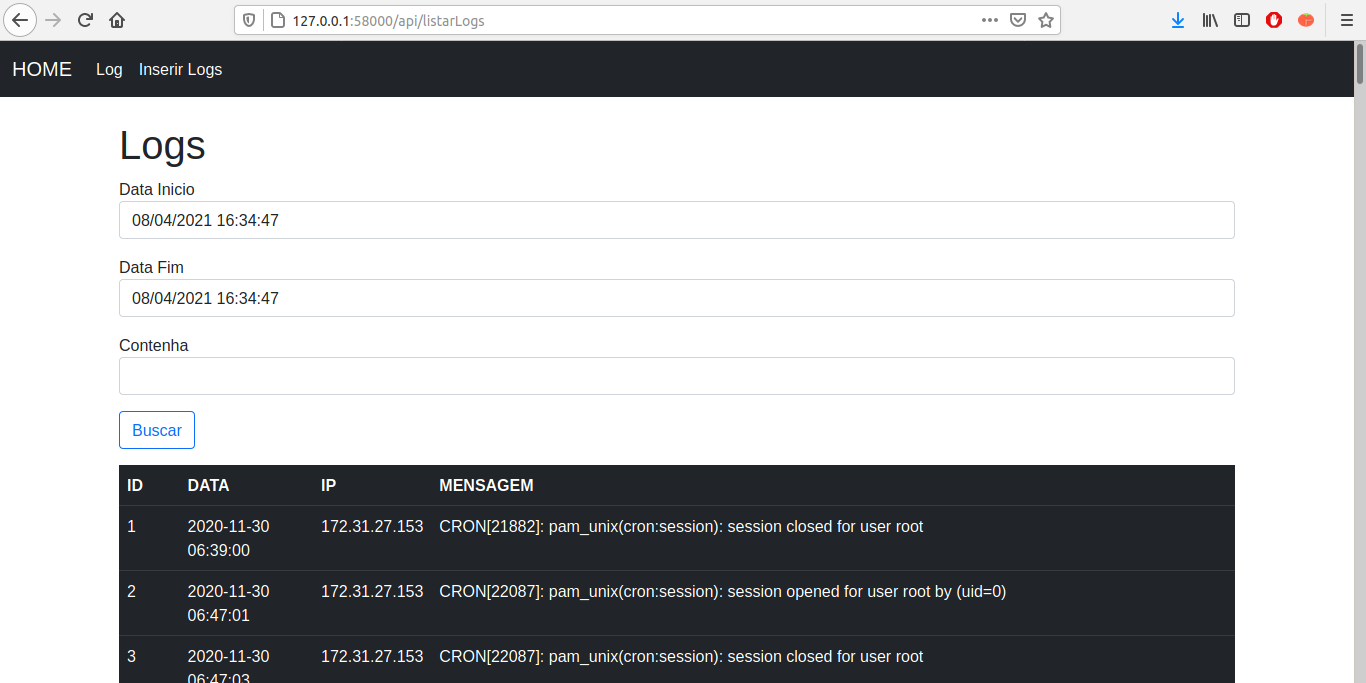 127.0.0.1:58000/api/listarLogs
HOME Log Inserir Logs
Logs
Data Inicio
08/04/2021 16:34:47
Data Fim
08/04/2021 16:34:47
Contenha
Buscar
ID DATA IP MENSAGEM
1 2020-11-30 172.31.27.153 CRON[21882]: pam_unix(cron:session): session closed for user root
06:39:00
2 2020-11-30 172.31.27.153 CRON[22087]: pam_unix(cron:session): session opened for user root by (uid=0)
06:47:01
3 2020-11-30 172.31.27.153 CRON[22087]: pam_unix(cron:session): session closed for user root
06:47:03